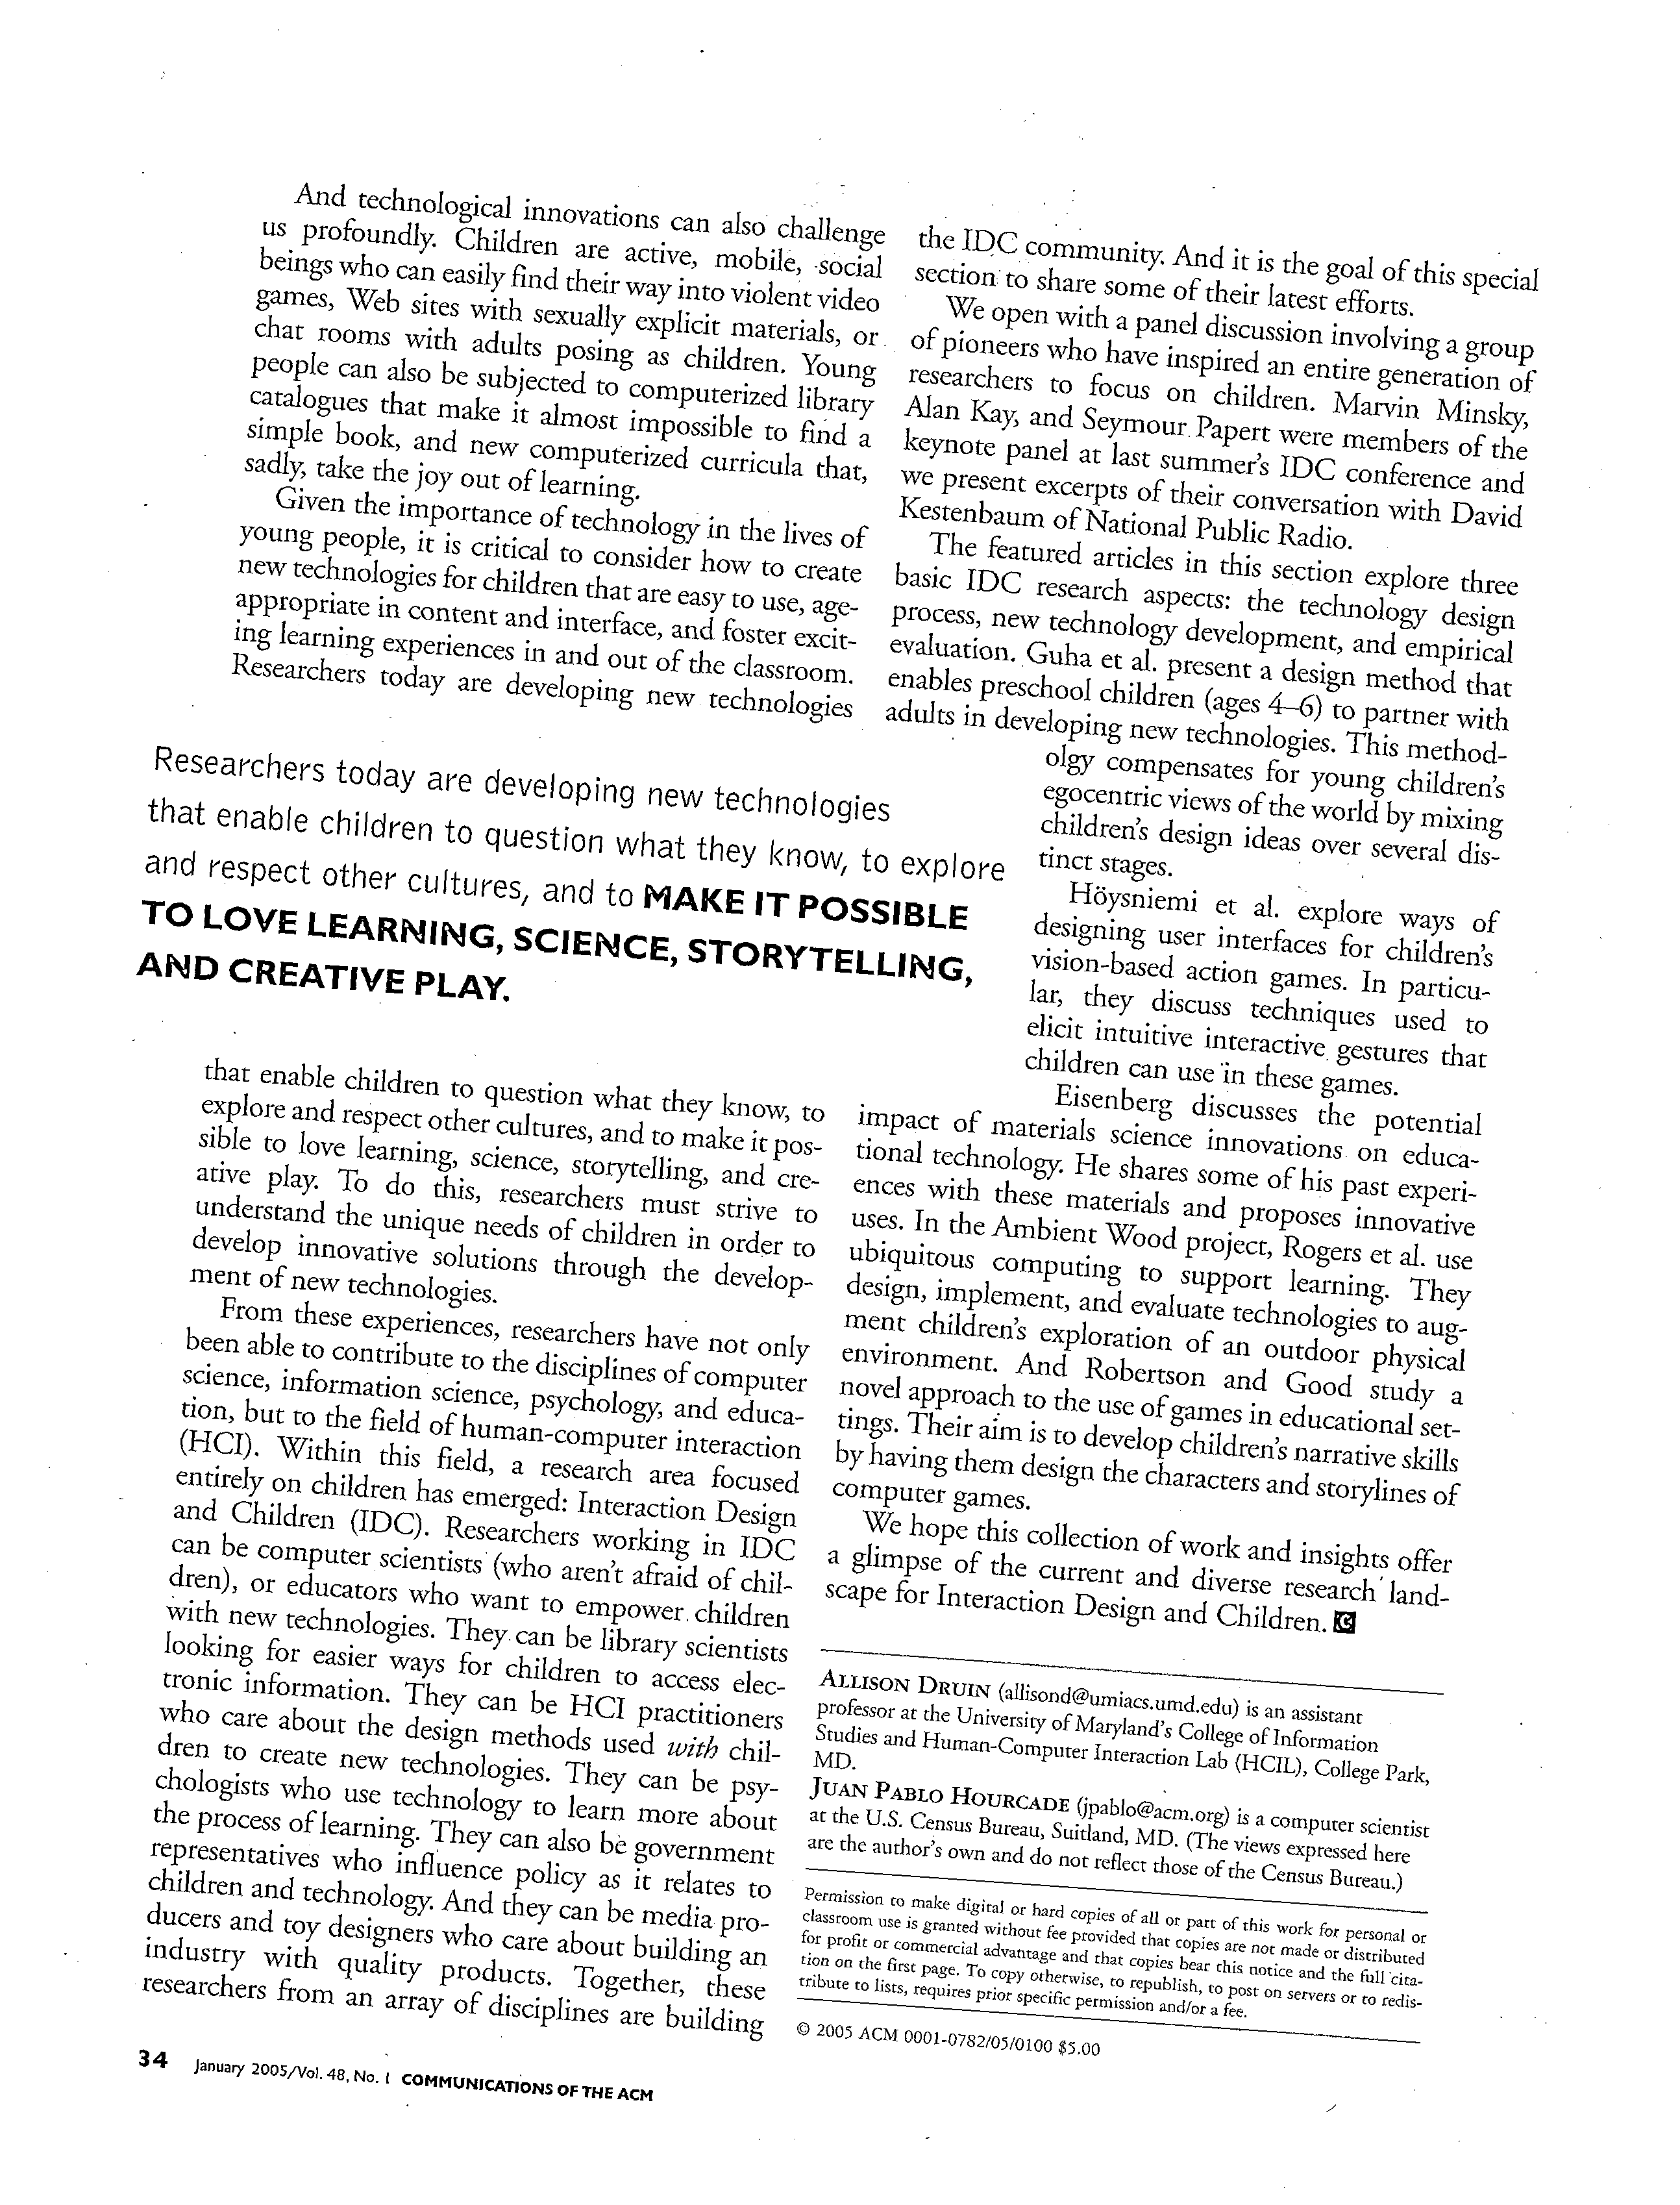 And technological innovations can also challenge
us profoundly. Children are active, mobile, social
beings who can easily find their way into violent video
games, Web sites with sexually explicit materials, or
chat rooms with adults posing as children. Young
people can also be subjected to computerized library
catalogues that make it almost impossible to find a
simple book, and new computerized curricula that,
sadly, take the joy out of learning.
Given the importance of technology in the lives of
young people, it is critical to consider how to create
new technologies for children that are easy to use, age-
appropriate in content and interface, and foster excit-
ing learning experiences in and out of the classroom.
Researchers today are developing new technologies
Researchers today are developing new technologies
that enable children to question what they know, to explore
and respect other cultures, and to MAKE IT POSSIBLE
TO LOVE LEARNING, SCIENCE, STORYTELLING,
AND CREATIVE PLAY.
that enable children to question what they know, to
explore and respect other cultures, and to make it pos-
sible to love learning, science, storytelling, and cre-
ative play. To do this, researchers must strive to
understand the unique needs of children in order to
develop innovative solutions through the develop-
ment of new technologies.
From these experiences, researchers have not only
been able to contribute to the disciplines of computer
science, information science, psychology, and educa-
tion, but to the field of human-computer interaction
(HCI). Within this field, a research area focused
entirely on children has emerged: Interaction Design
and Children (IDC). Researchers working in IDC
can be computer scientists (who aren't afraid of chil-
dren), or educators who want to empower children
with new technologies. They can be library scientists
looking for easier ways for children to access elec-
tronic information. They can be HCI practitioners
who care about the design methods used with chil-
dren to create new technologies. They can be psy-
chologists who use technology to learn more about
the process of learning. They can also be government
representatives who influence policy as it relates to
children and technology. And they can be media pro-
ducers and toy designers who care about building an
industry with quality products. Together, these
researchers from an array of disciplines are building
the IDC community. And it is the goal of this special
section to share some of their latest efforts.
We open with a panel discussion involving a group
of pioneers who have inspired an entire generation of
researchers to focus on children. Marvin Minsky,
Alan Kay, and Seymour Papert were members of the
keynote panel at last summer's IDC conference and
we present excerpts of their conversation with David
Kestenbaum of National Public Radio.
The featured articles in this section explore three
basic IDC research aspects: the technology design
process, new technology development, and empirical
evaluation. Guha et al. present a design method that
enables preschool children (ages 4–6) to partner with
adults in developing new technologies. This method-
olgy compensates for young children's
egocentric views of the world by mixing
children's design ideas over several dis-
tinct stages.
Höysniemi et al. explore ways of
designing user interfaces for children's
vision-based action games. In particu-
lar, they discuss techniques used to
elicit intuitive interactive gestures that
children can use in these games.
Eisenberg discusses the potential
impact of materials science innovations on educa-
tional technology. He shares some of his past experi-
ences with these materials and proposes innovative
uses. In the Ambient Wood project, Rogers et al. use
ubiquitous computing to support learning. They
design, implement, and evaluate technologies to aug-
ment children's exploration of an outdoor physical
environment. And Robertson and Good study a
novel approach to the use of games in educational set-
tings. Their aim is to develop children's narrative skills
by having them design the characters and storylines of
computer games.
We hope this collection of work and insights offer
a glimpse of the current and diverse research land-
scape for Interaction Design and Children. C
ALLISON DRUIN (allisond@umiacs.umd.edu) is an assistant
professor at the University of Maryland's College of Information
Studies and Human-Computer Interaction Lab (HCIL), College Park,
MD.
JUAN PABLO HOURCADE (jpablo@acm.org) is a computer scientist
at the U.S. Census Bureau, Suitland, MD. (The views expressed here
are the author's own and do not reflect those of the Census Bureau.)
Permission to make digital or hard copies of all or part of this work for personal or
classroom use is granted without fee provided that copies are not made or distributed
for profit or commercial advantage and that copies bear this notice and the full cita-
tion on the first page. To copy otherwise, to republish, to post on servers or to redis-
tribute to lists, requires prior specific permission and/or a fee.
© 2005 ACM 0001-0782/05/0100 $5.00
34 January 2005/Vol. 48, No. 1 COMMUNICATIONS OF THE ACM